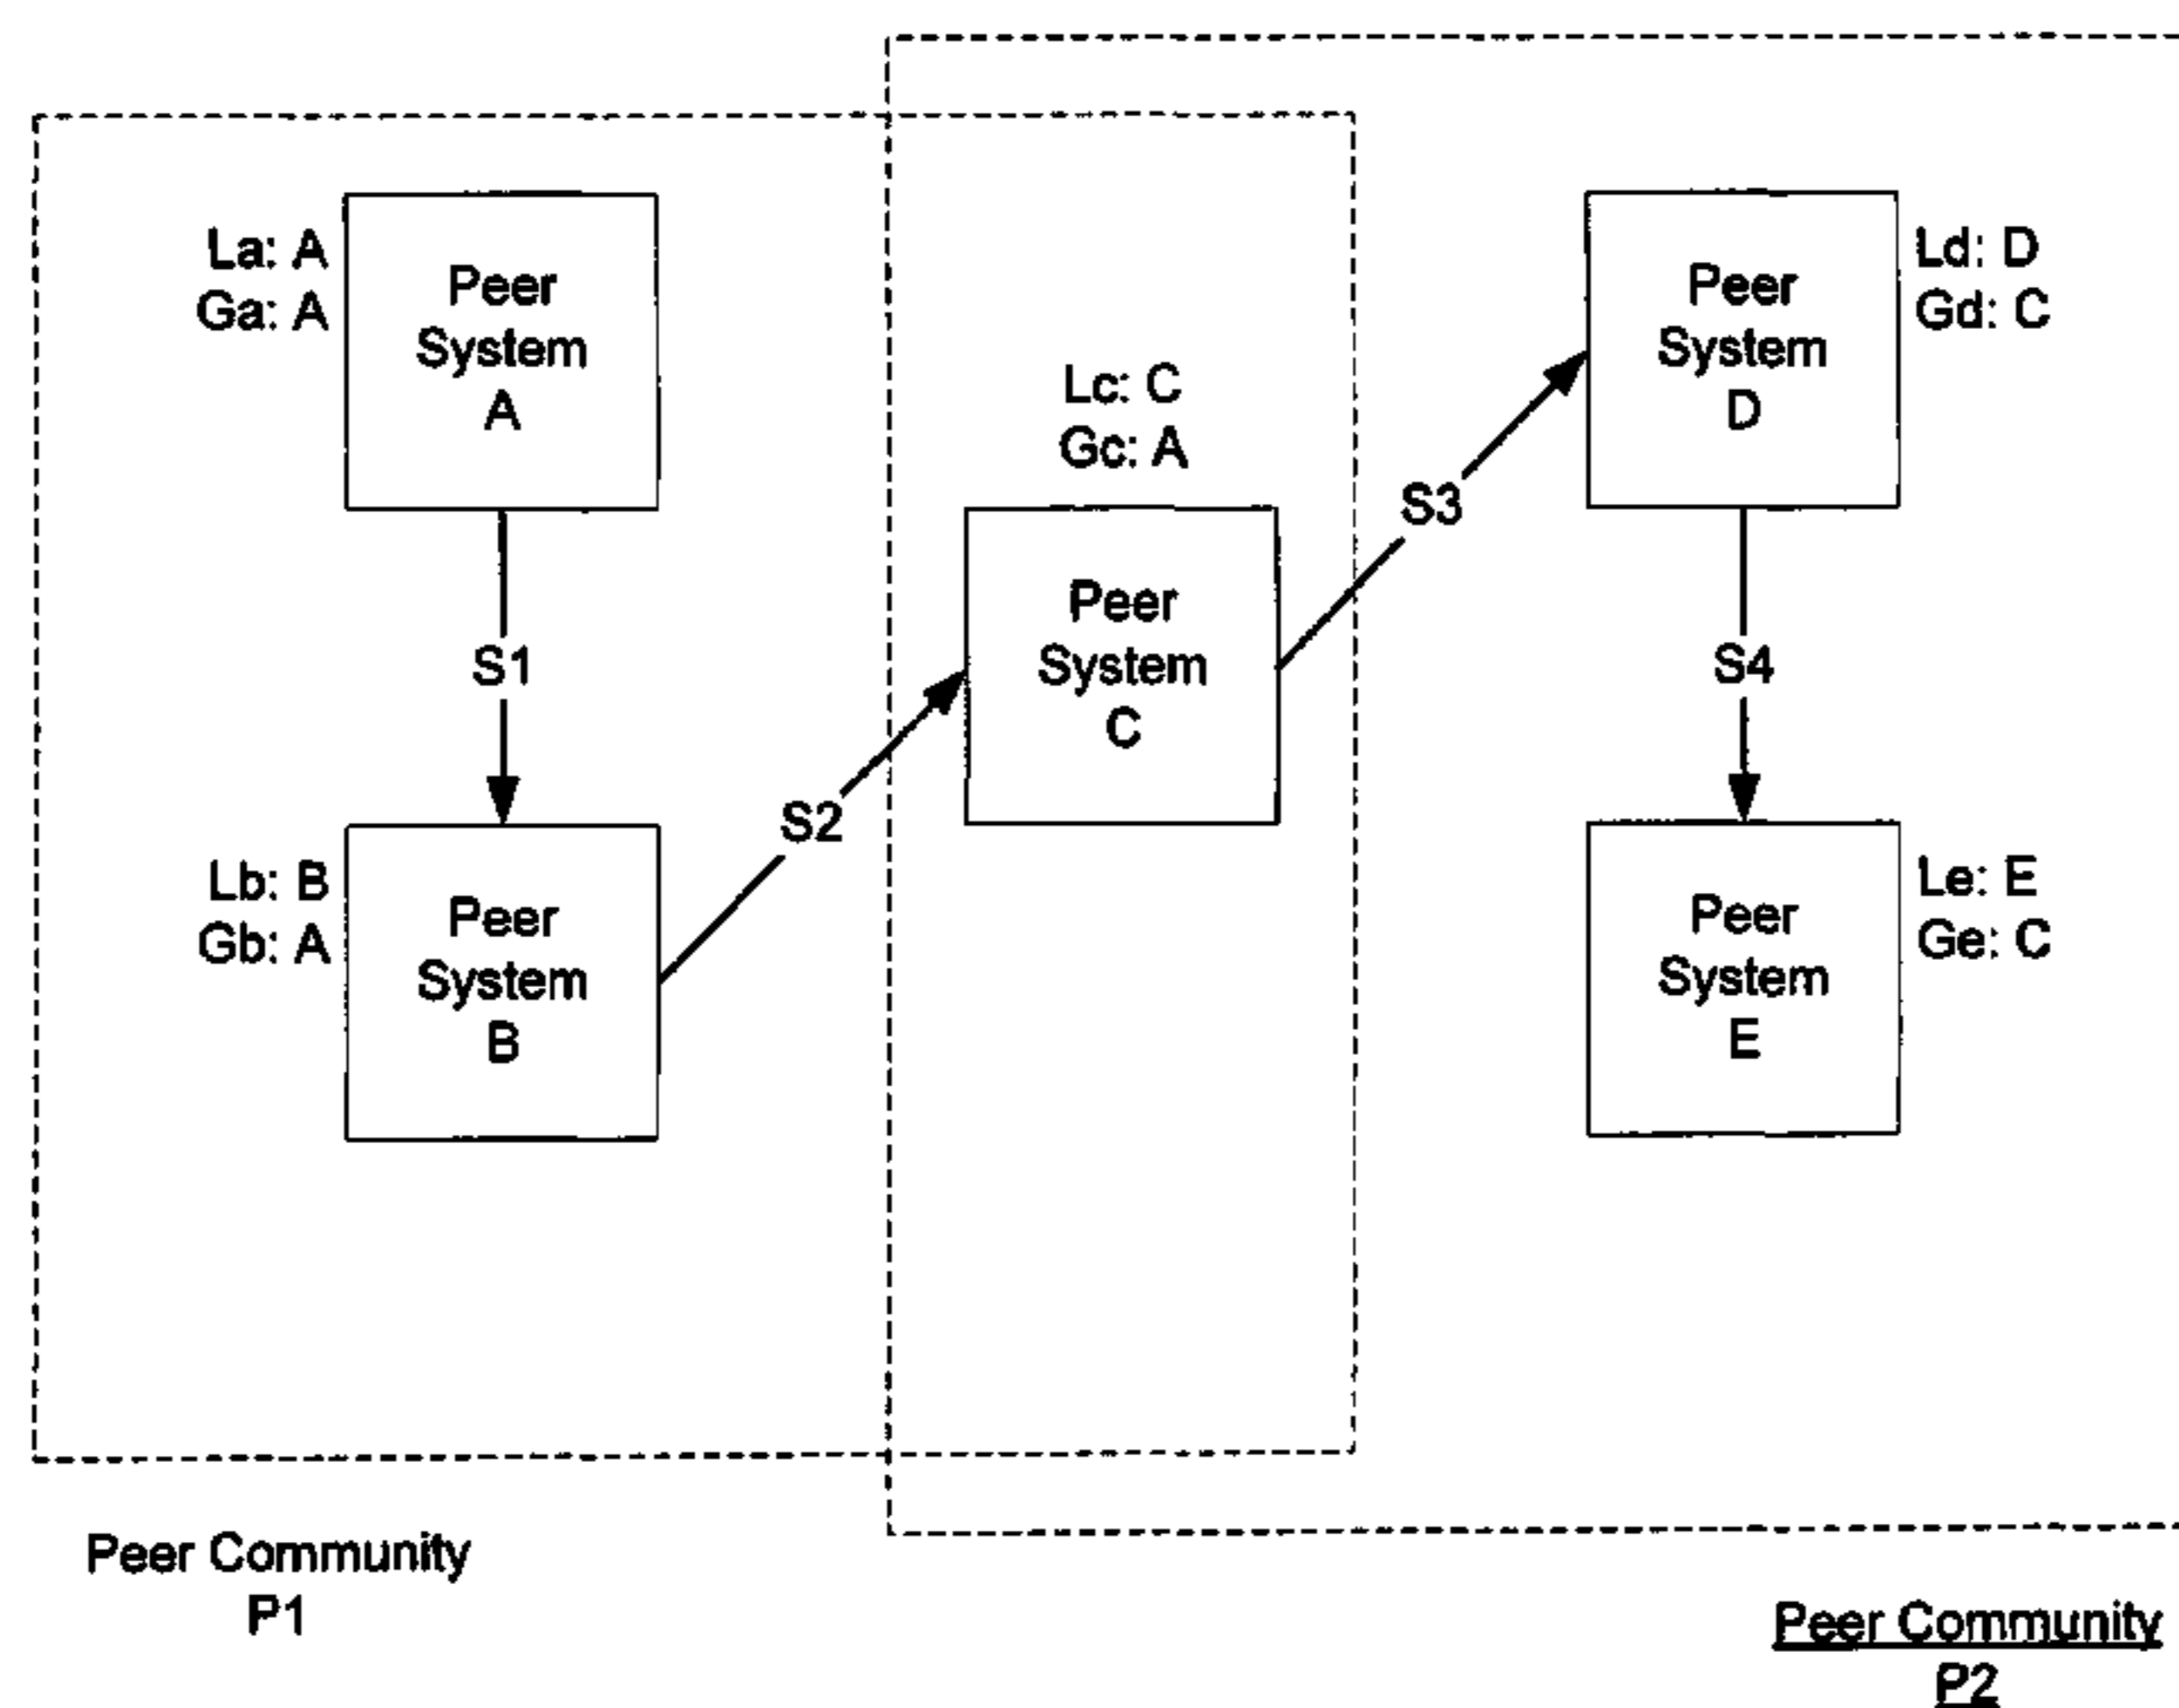 La: A
Ga: A
Peer
System
A
S1
Lb: B
Gb: A
Peer
System
B
S2
Lc: C
Gc: A
Peer
System
C
S3
Peer
System
D
Ld: D
Gd: C
S4
Peer
System
E
Le: E
Ge: C
Peer Community
P1
Peer Community
P2